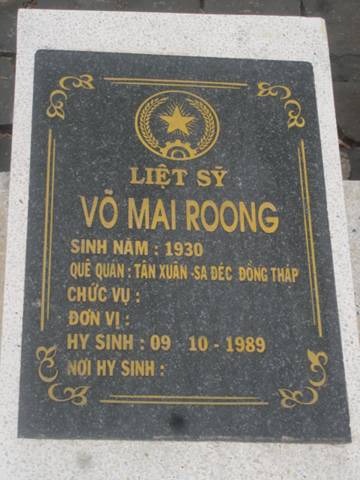 LIỆT SỸ
VÕ MAI ROONG
SINH NĂM : 1930
QUÊ QUÁN : TÂN XUÂN -SA ĐÉC ĐỒNG THÁP
CHỨC VỤ :
ĐƠN VỊ :
HY SINH : 09 10 - 1989
NƠI HY SINH :